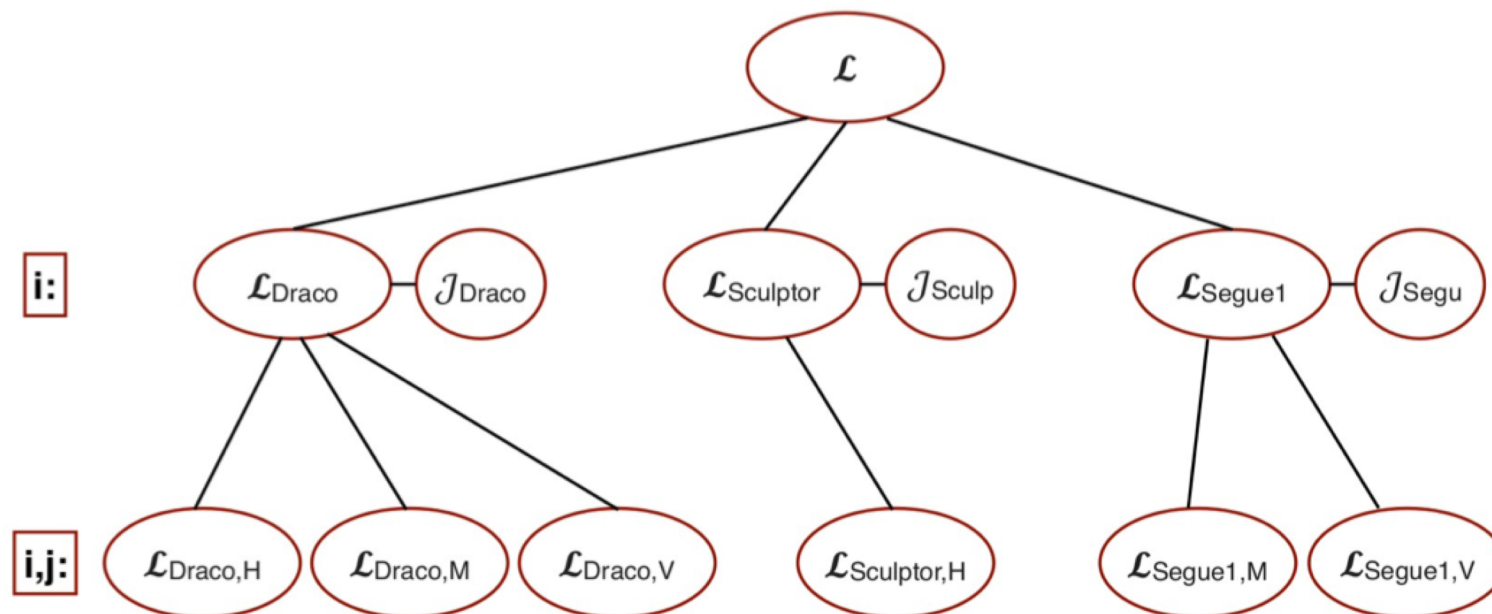 ℒ
i: ℒDraco 𝒥Draco ℒSculptor 𝒥Sculp ℒSegue1 𝒥Segu
i,j: ℒDraco,H ℒDraco,M ℒDraco,V ℒSculptor,H ℒSegue1,M ℒSegue1,V